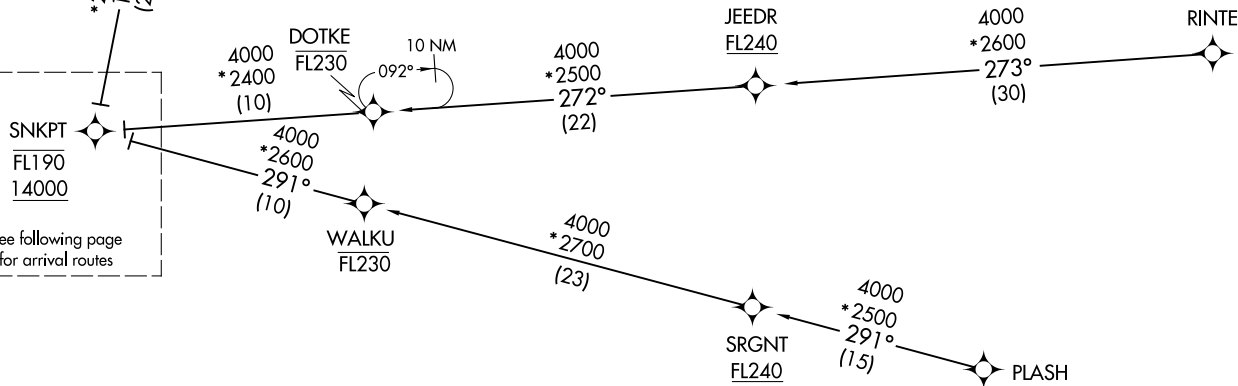 JEEDR
FL240
RINTE
4000
*2600
273°
(30)
4000
*2500
272°
(22)
DOTKE
FL230
10 NM
092°
4000
*2400
(10)
SNKPT
FL190
14000
ee following page
for arrival routes
4000
*2600
291°
(10)
WALKU
FL230
4000
*2700
(23)
SRGNT
FL240
4000
*2500
291°
(15)
PLASH